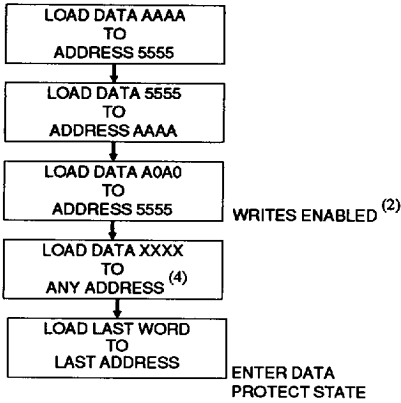 LOAD DATA AAAA
TO
ADDRESS 5555
LOAD DATA 5555
TO
ADDRESS AAAA
LOAD DATA A0A0
TO
ADDRESS 5555
WRITES ENABLED (2)
LOAD DATA XXXX
TO
ANY ADDRESS (4)
LOAD LAST WORD
TO
LAST ADDRESS
ENTER DATA
PROTECT STATE